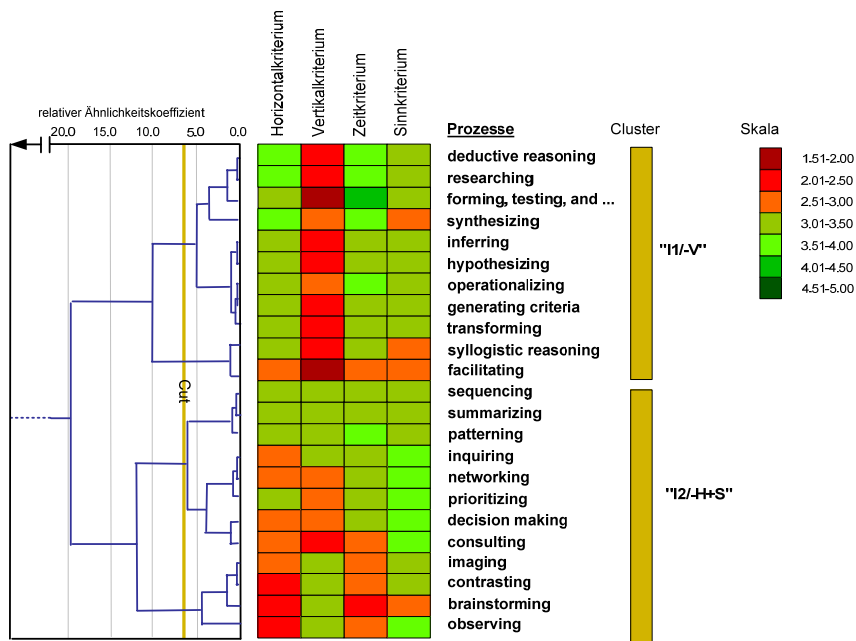 relativer Ähnlichkeitskoeffizient
20.0 15.0 10.0 5.0 0.0
Horizontalkriterium
Vertikalkriterium
Zeitkriterium
Sinnkriterium
Prozesse
Cluster
Skala
deductive reasoning
researching
forming, testing, and ...
synthesizing
inferring
hypothesizing
operationalizing
generating criteria
transforming
syllogistic reasoning
facilitating
sequencing
summarizing
patterning
inquiring
networking
prioritizing
decision making
consulting
imaging
contrasting
brainstorming
observing
Cut
"I1/-V"
"I2/-H+S"
1.51-2.00
2.01-2.50
2.51-3.00
3.01-3.50
3.51-4.00
4.01-4.50
4.51-5.00